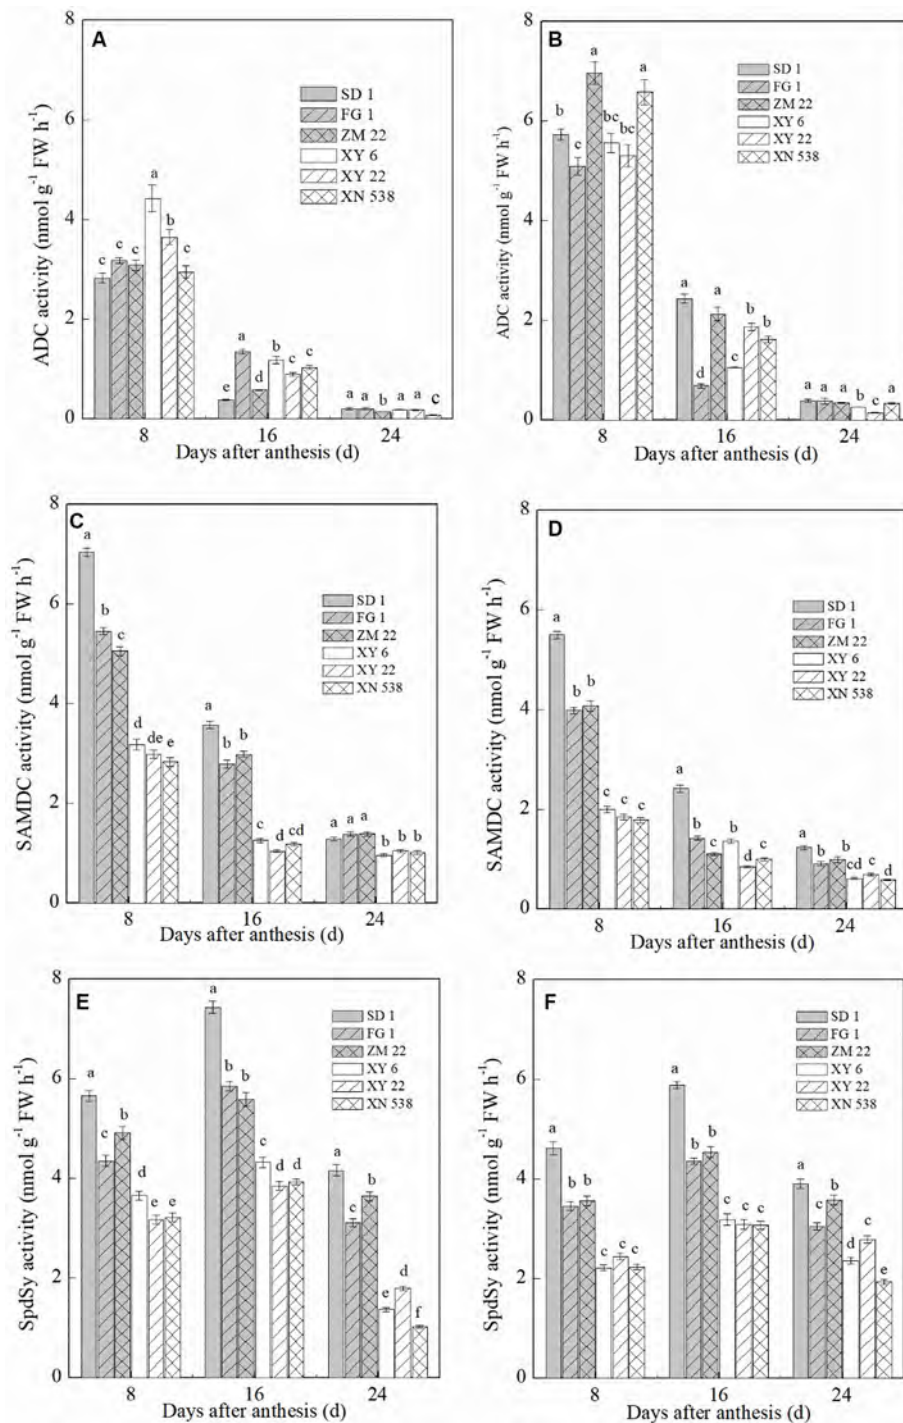 A
8
6
4
2
0
ADC activity (nmol g⁻¹ FW h⁻¹)
SD 1
FG 1
ZM 22
XY 6
XY 22
XN 538
c c c a b c
e a d b c c
a a b a a c
8 16 24
Days after anthesis (d)
B
8
6
4
2
0
ADC activity (nmol g⁻¹ FW h⁻¹)
SD 1
FG 1
ZM 22
XY 6
XY 22
XN 538
b c a bc bc a
a d a c b b
a a a b c a
8 16 24
Days after anthesis (d)
C
8
6
4
2
0
SAMDC activity (nmol g⁻¹ FW h⁻¹)
SD 1
FG 1
ZM 22
XY 6
XY 22
XN 538
a b c d de e
a b b c d cd
a a a b b b
8 16 24
Days after anthesis (d)
D
8
6
4
2
0
SAMDC activity (nmol g⁻¹ FW h⁻¹)
SD 1
FG 1
ZM 22
XY 6
XY 22
XN 538
a b b c c c
a b c b d c
a b b cd c d
8 16 24
Days after anthesis (d)
E
8
6
4
2
0
SpdSy activity (nmol g⁻¹ FW h⁻¹)
SD 1
FG 1
ZM 22
XY 6
XY 22
XN 538
a c b d e e
a b b c d d
a c b e d f
8 16 24
Days after anthesis (d)
F
8
6
4
2
0
SpdSy activity (nmol g⁻¹ FW h⁻¹)
SD 1
FG 1
ZM 22
XY 6
XY 22
XN 538
a b b c c c
a b b c c c
a c b d c e
8 16 24
Days after anthesis (d)